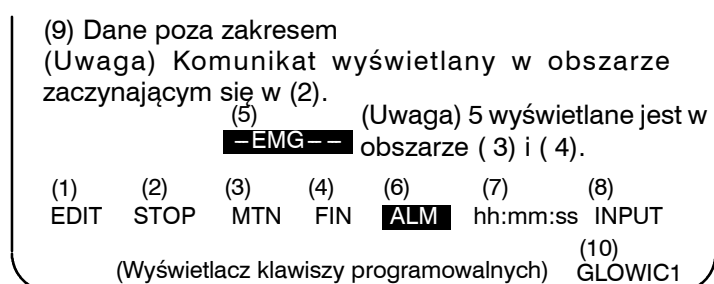 (9) Dane poza zakresem
(Uwaga) Komunikat wyświetlany w obszarze
zaczynającym się w (2).
(5) (Uwaga) 5 wyświetlane jest w
–EMG–– obszarze ( 3) i ( 4).
(1) (2) (3) (4) (6) (7) (8)
EDIT STOP MTN FIN ALM hh:mm:ss INPUT
(10)
(Wyświetlacz klawiszy programowalnych) GLOWIC1